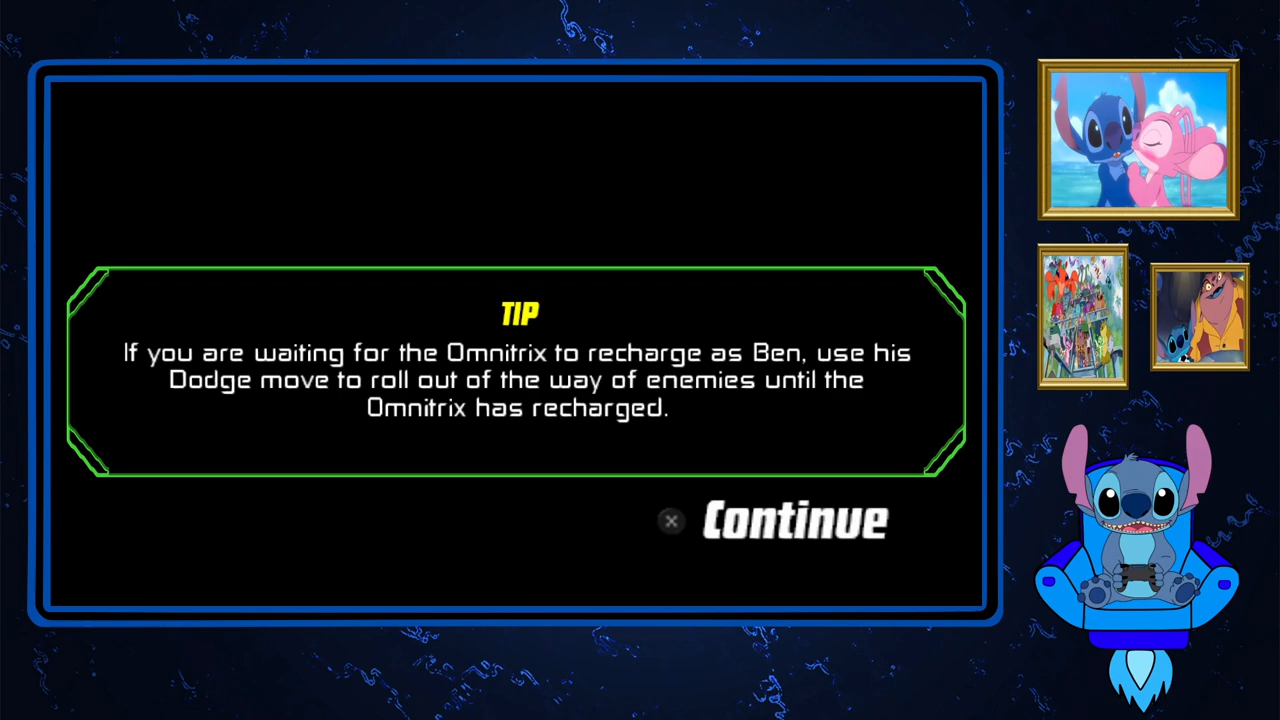 TIP
If you are waiting for the Omnitrix to recharge as Ben, use his
Dodge move to roll out of the way of enemies until the
Omnitrix has recharged.
Continue